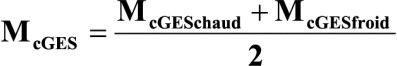 M_cGES = (M_cGESchaud + M_cGESfroid) / 2